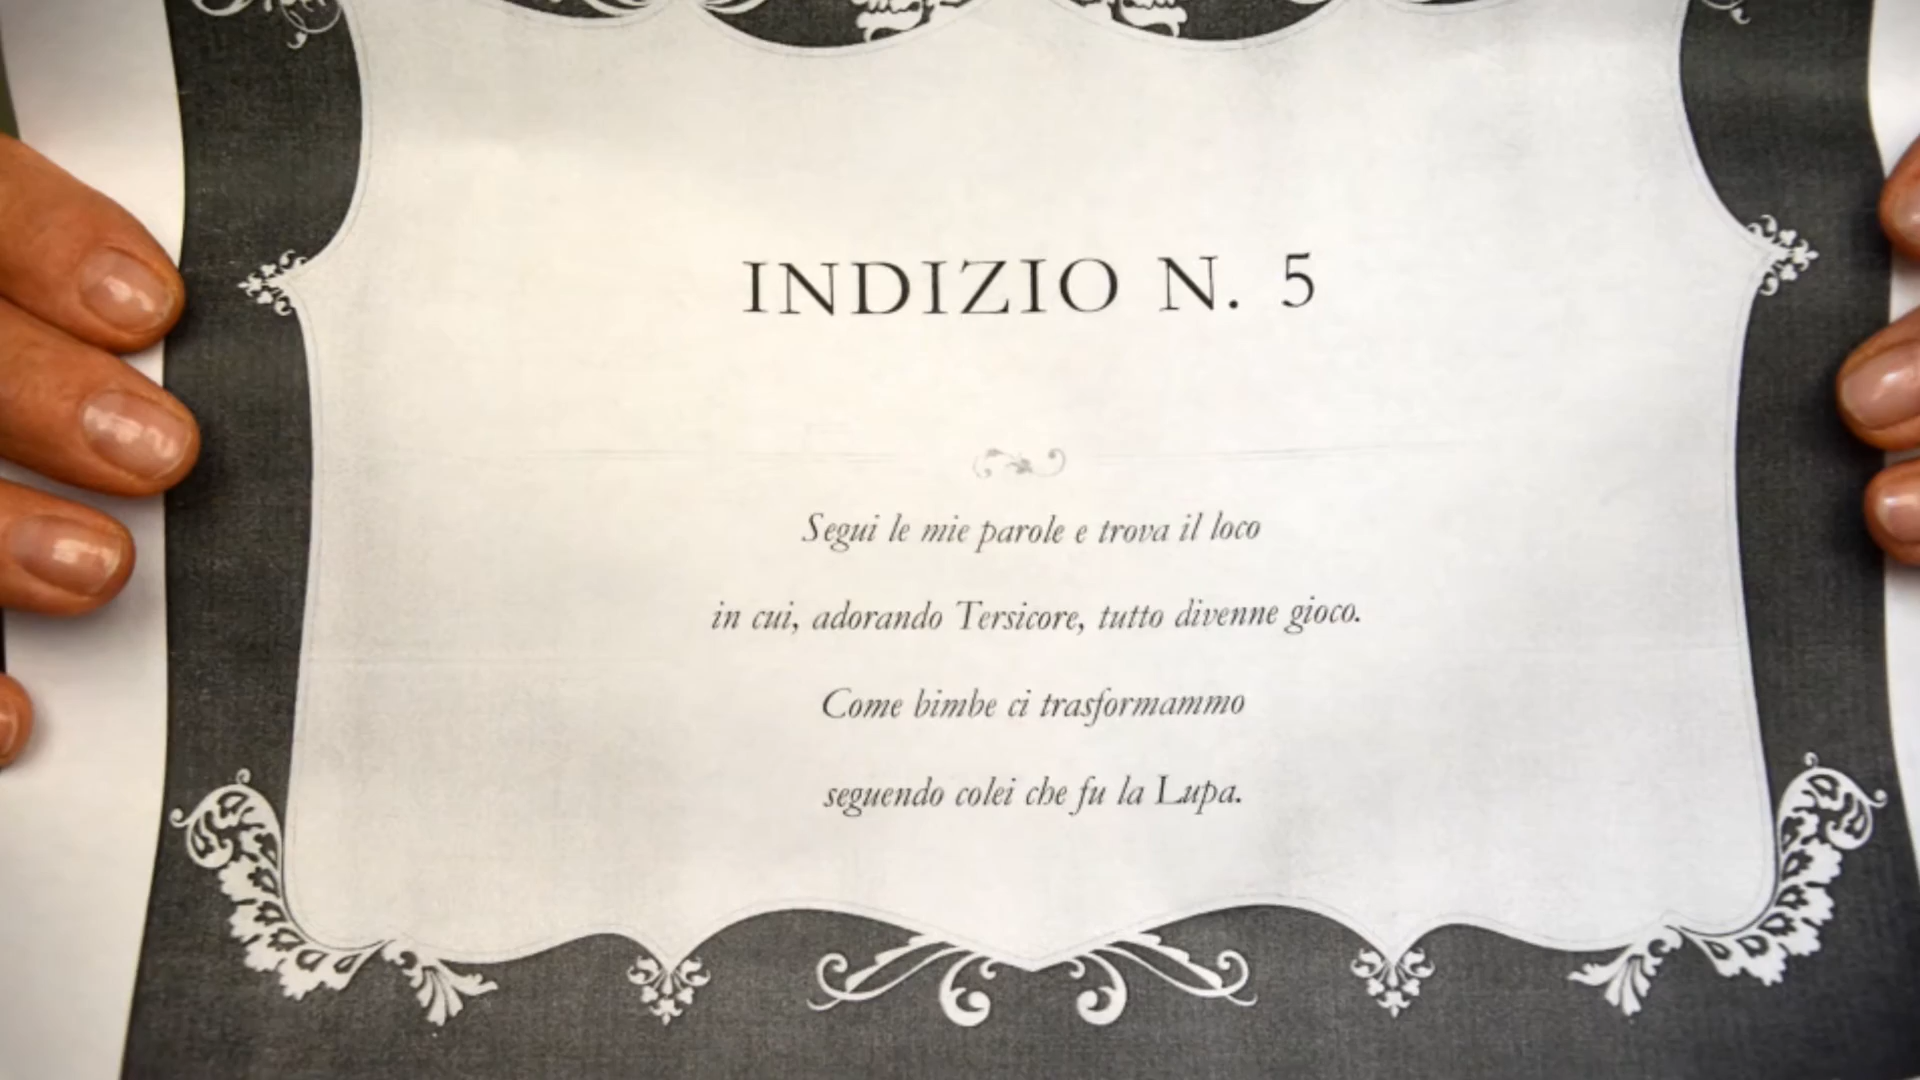 INDIZIO N. 5
Segui le mie parole e trova il loco
in cui, adorando Tersicore, tutto divenne gioco.
Come bimbe ci trasformammo
seguendo colei che fu la Lupa.